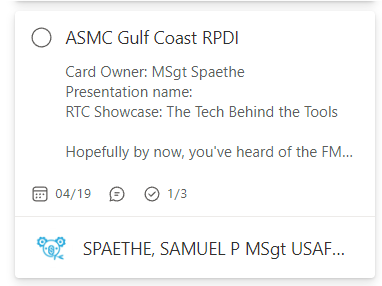 ASMC Gulf Coast RPDI
Card Owner: MSgt Spaethe
Presentation name:
RTC Showcase: The Tech Behind the Tools
Hopefully by now, you've heard of the FM...
04/19 1/3
SPAETHE, SAMUEL P MSgt USAF...